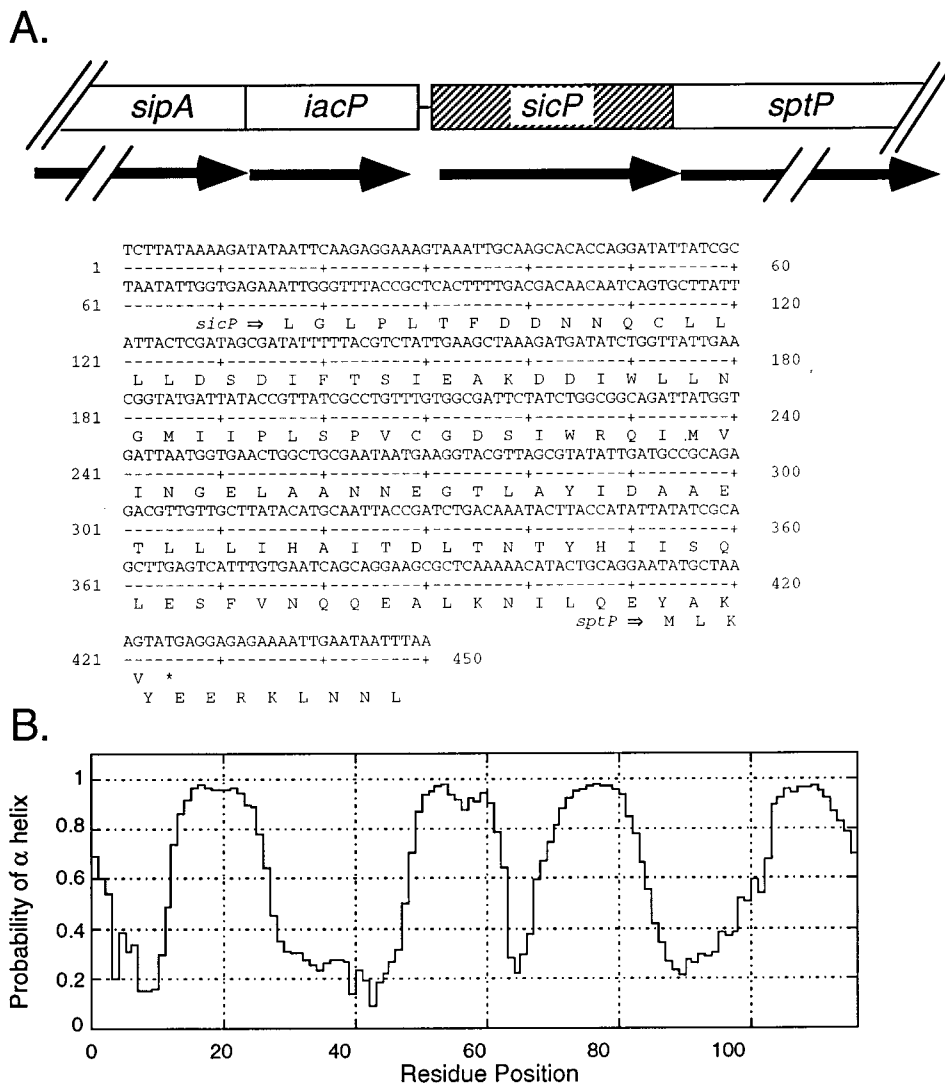 A.
sipA iacP sicP sptP
TCTTATAAAAGATATAATTCAAGAGGAAAGTAAATTGCAAGCACACCAGGATATTATCGC
1 ---------+---------+---------+---------+---------+---------+ 60
TAATATTGGTGAGAAATTGGGTTTACCGCTCACTTTTGACGACAACAATCAGTGCTTATT
61 ---------+---------+---------+---------+---------+---------+ 120
sicP ⇒ L G L P L T F D D N N Q C L L
ATTACTCGATAGCGATATTTTTACGTCTATTGAAGCTAAAGATGATATCTGGTTATTGAA
121 ---------+---------+---------+---------+---------+---------+ 180
L L D S D I F T S I E A K D D I W L L N
CGGTATGATTATACCGTTATCGCCTGTTTGTGGCGATTCTATCTGGCGGCAGATTATGGT
181 ---------+---------+---------+---------+---------+---------+ 240
G M I I P L S P V C G D S I W R Q I M V
GATTAATGGTGAACTGGCTGCGAATAATGAAGGTACGTTAGCGTATATTGATGCCGCAGA
241 ---------+---------+---------+---------+---------+---------+ 300
I N G E L A A N N E G T L A Y I D A A E
GACGTTGTTGCTTATACATGCAATTACCGATCTGACAAATACTTACCATATTATATCGCA
301 ---------+---------+---------+---------+---------+---------+ 360
T L L L I H A I T D L T N T Y H I I S Q
GCTTGAGTCATTTGTGAATCAGCAGGAAGCGCTCAAAAACATACTGCAGGAATATGCTAA
361 ---------+---------+---------+---------+---------+---------+ 420
L E S F V N Q Q E A L K N I L Q E Y A K
sptP ⇒ M L K
AGTATGAGGAGAGAAAATTGAATAATTTAA
421 ---------+---------+---------+ 450
V *
Y E E R K L N N L
B.
Probability of α helix
1
0.8
0.6
0.4
0.2
0
0 20 40 60 80 100
Residue Position